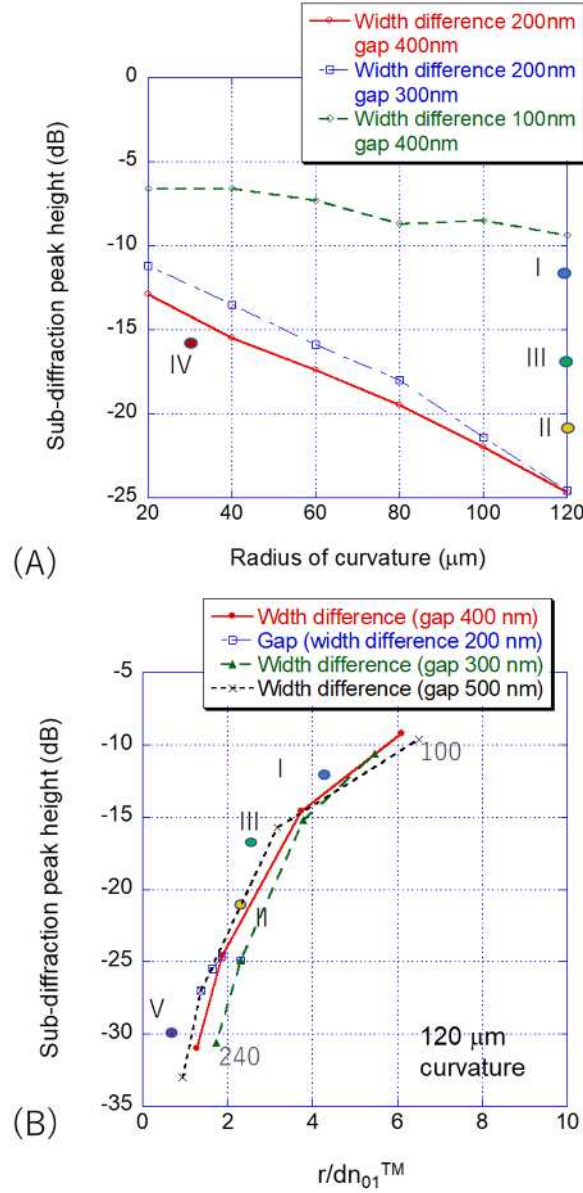 Width difference 200nm
gap 400nm
Width difference 200nm
gap 300nm
Width difference 100nm
gap 400nm
Sub-diffraction peak height (dB)
0
-5
-10
-15
-20
-25
I
III
IV
II
20 40 60 80 100 120
Radius of curvature (μm)
(A)
Wdth difference (gap 400 nm)
Gap (width difference 200 nm)
Width difference (gap 300 nm)
Width difference (gap 500 nm)
Sub-diffraction peak height (dB)
-5
-10
-15
-20
-25
-30
-35
I
100
III
II
V
240
120 μm
curvature
0 2 4 6 8 10
r/dn₀₁ᵀᴹ
(B)